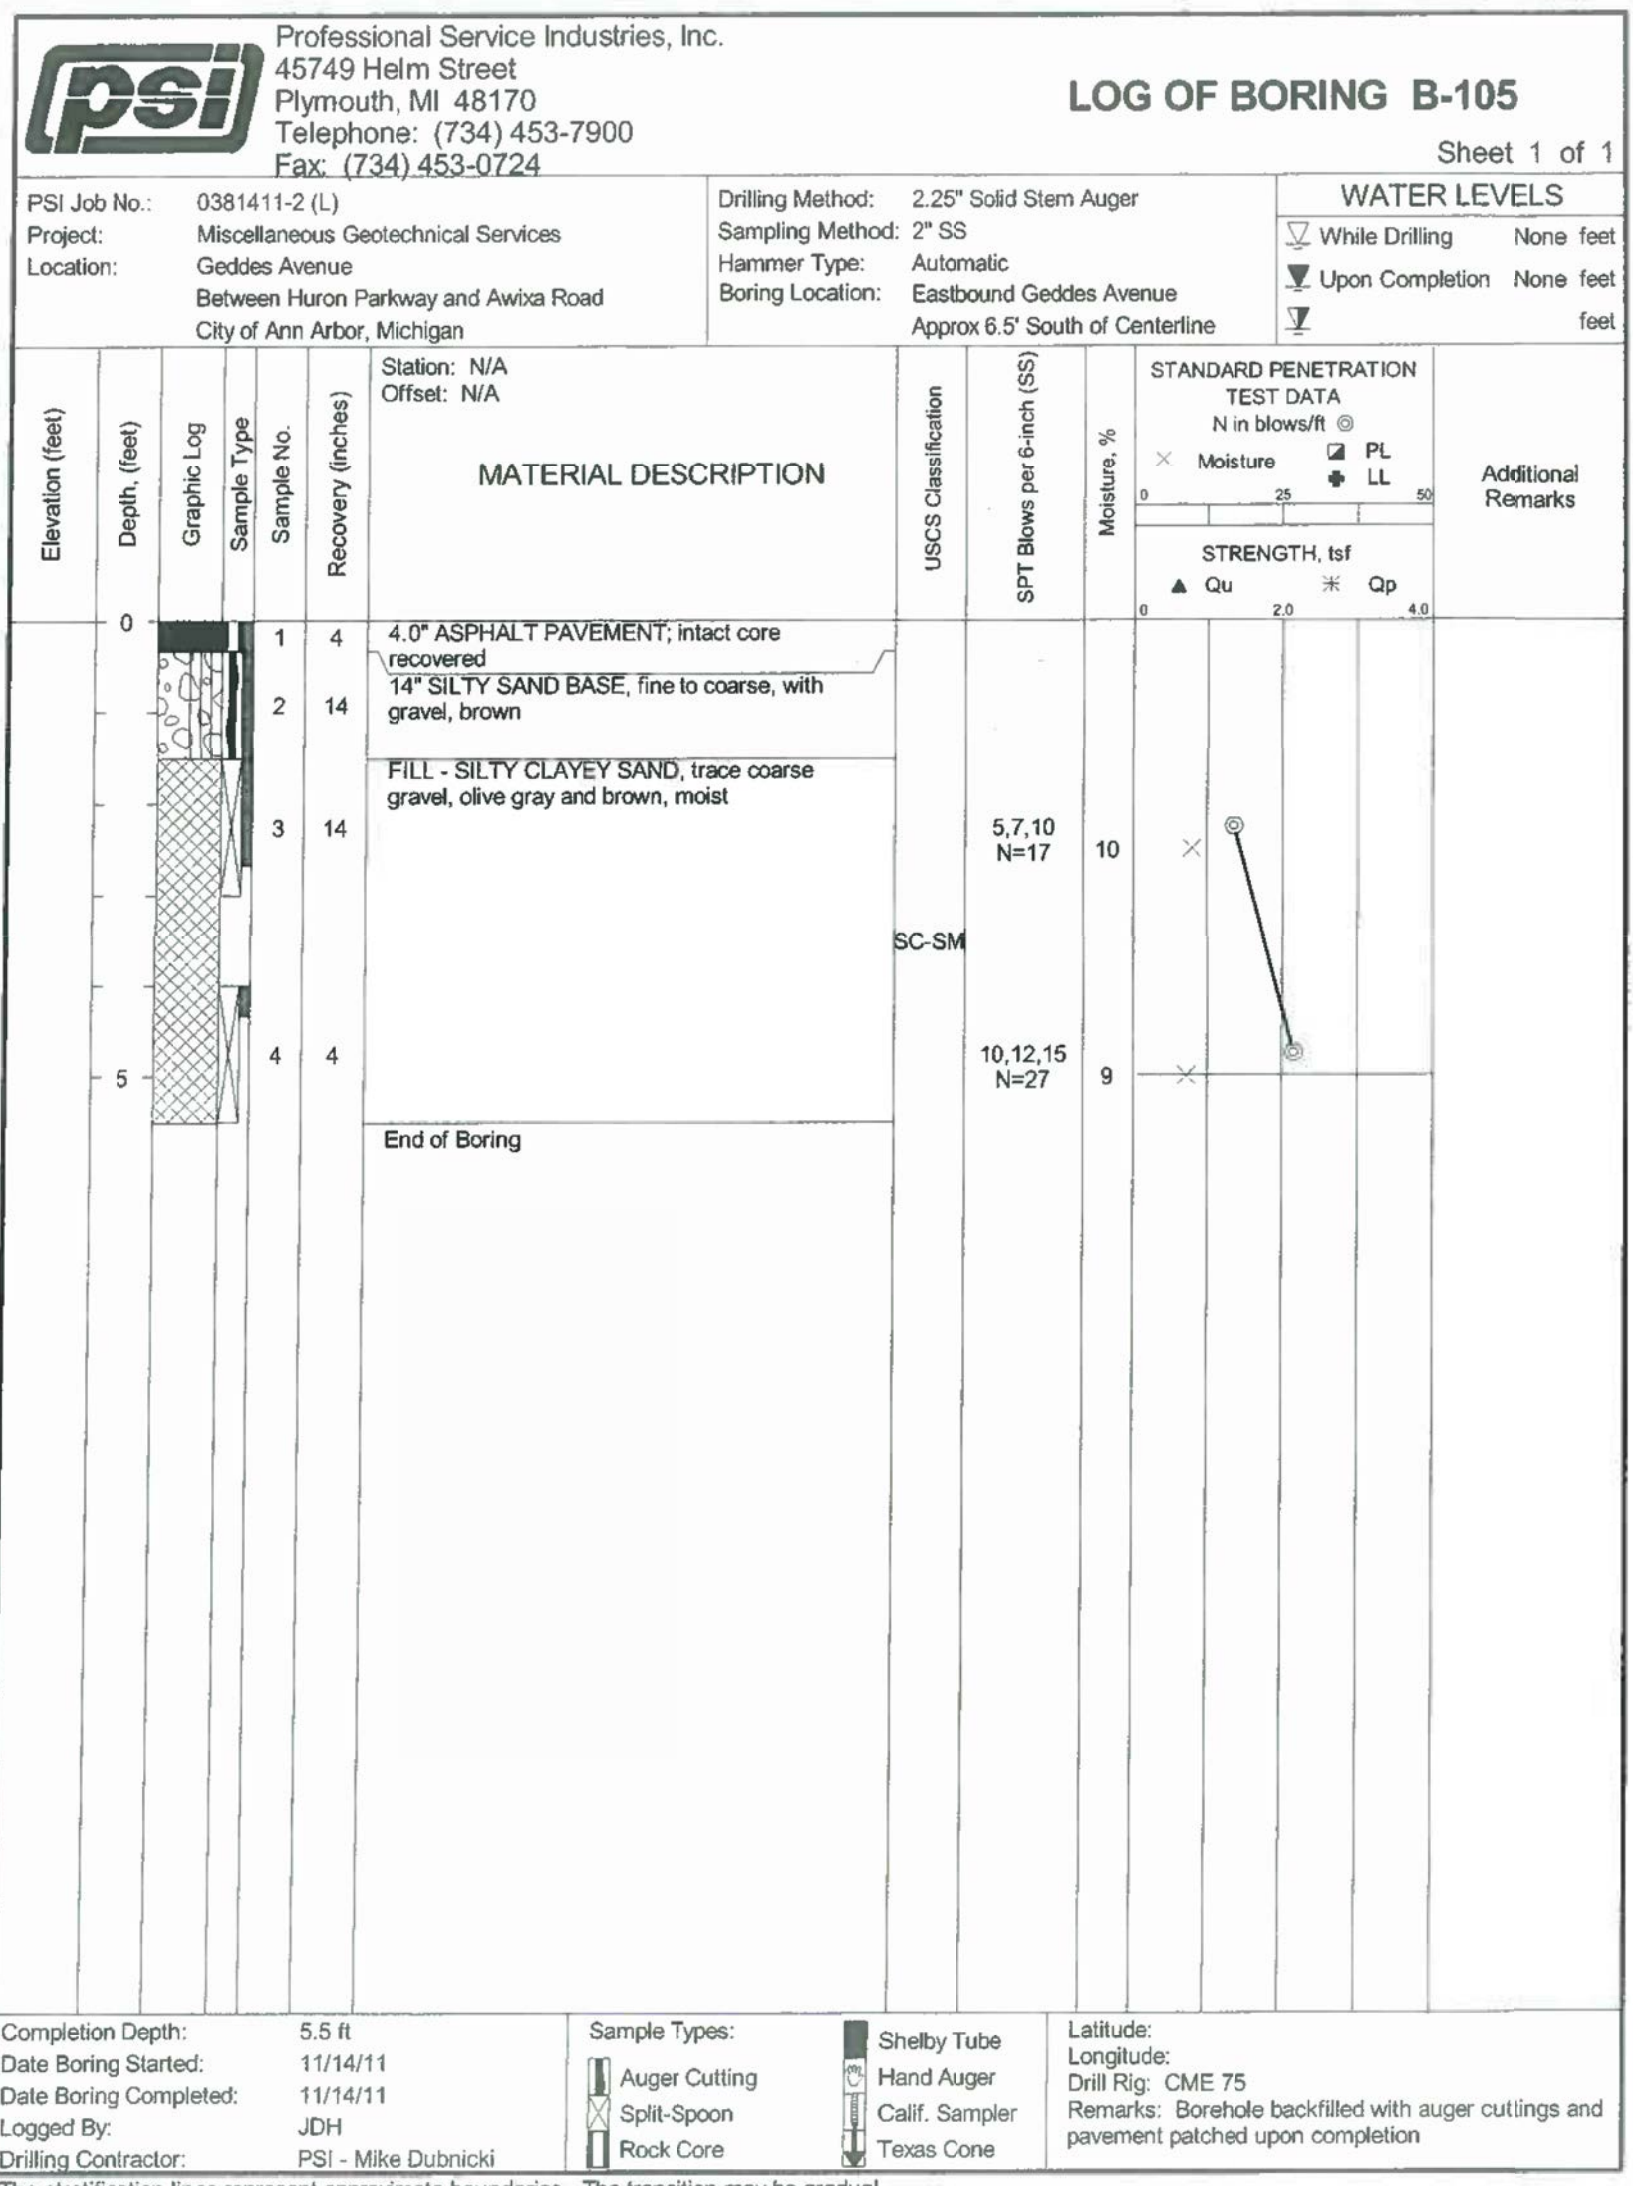 psi
Professional Service Industries, Inc.
45749 Helm Street
Plymouth, MI 48170
Telephone: (734) 453-7900
Fax: (734) 453-0724
LOG OF BORING B-105
Sheet 1 of 1
PSI Job No.: 0381411-2 (L)
Project: Miscellaneous Geotechnical Services
Location: Geddes Avenue
Between Huron Parkway and Awixa Road
City of Ann Arbor, Michigan
Drilling Method: 2.25" Solid Stem Auger
Sampling Method: 2" SS
Hammer Type: Automatic
Boring Location: Eastbound Geddes Avenue
Approx 6.5' South of Centerline
WATER LEVELS
While Drilling None feet
Upon Completion None feet
feet
Elevation (feet)
Depth, (feet)
Graphic Log
Sample Type
Sample No.
Recovery (inches)
Station: N/A
Offset: N/A
MATERIAL DESCRIPTION
USCS Classification
SPT Blows per 6-inch (SS)
Moisture, %
STANDARD PENETRATION
TEST DATA
N in blows/ft
Moisture
PL
LL
0 25 50
STRENGTH, tsf
Qu Qp
0 2.0 4.0
Additional
Remarks
0
1 4 4.0" ASPHALT PAVEMENT; intact core
recovered
2 14 14" SILTY SAND BASE, fine to coarse, with
gravel, brown
FILL - SILTY CLAYEY SAND, trace coarse
gravel, olive gray and brown, moist
3 14 5,7,10
N=17 10
SC-SM
4 4 10,12,15
5 N=27 9
End of Boring
Completion Depth: 5.5 ft
Date Boring Started: 11/14/11
Date Boring Completed: 11/14/11
Logged By: JDH
Drilling Contractor: PSI - Mike Dubnicki
Sample Types:
Auger Cutting
Split-Spoon
Rock Core
Shelby Tube
Hand Auger
Calif. Sampler
Texas Cone
Latitude:
Longitude:
Drill Rig: CME 75
Remarks: Borehole backfilled with auger cuttings and
pavement patched upon completion
The stratification lines represent approximate boundaries. The transition may be gradual.